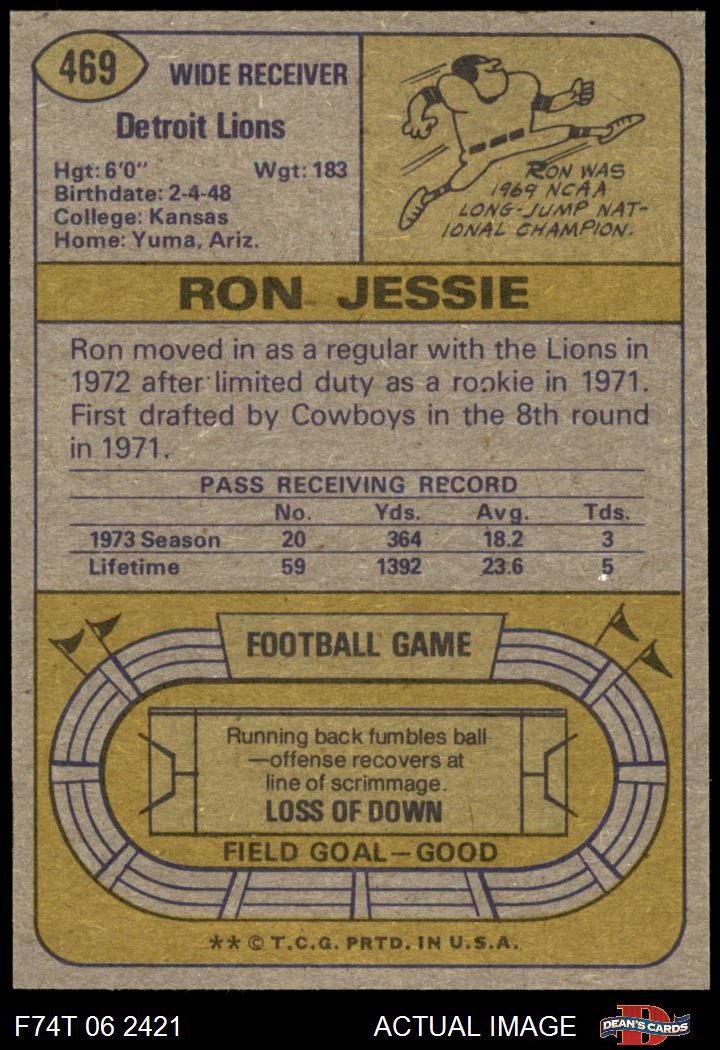 469
WIDE RECEIVER
Detroit Lions
Hgt: 6'0" Wgt: 183
Birthdate: 2-4-48
College: Kansas
Home: Yuma, Ariz.
RON WAS
1969 NCAA
LONG-JUMP NAT-
IONAL CHAMPION.
RON JESSIE
Ron moved in as a regular with the Lions in
1972 after limited duty as a rookie in 1971.
First drafted by Cowboys in the 8th round
in 1971.
PASS RECEIVING RECORD
No. Yds. Avg. Tds.
1973 Season 20 364 18.2 3
Lifetime 59 1392 23.6 5
FOOTBALL GAME
Running back fumbles ball
—offense recovers at
line of scrimmage.
LOSS OF DOWN
FIELD GOAL—GOOD
** © T.C.G. PRTD. IN U.S.A.
F74T 06 2421 ACTUAL IMAGE
D
DEAN'S CARDS